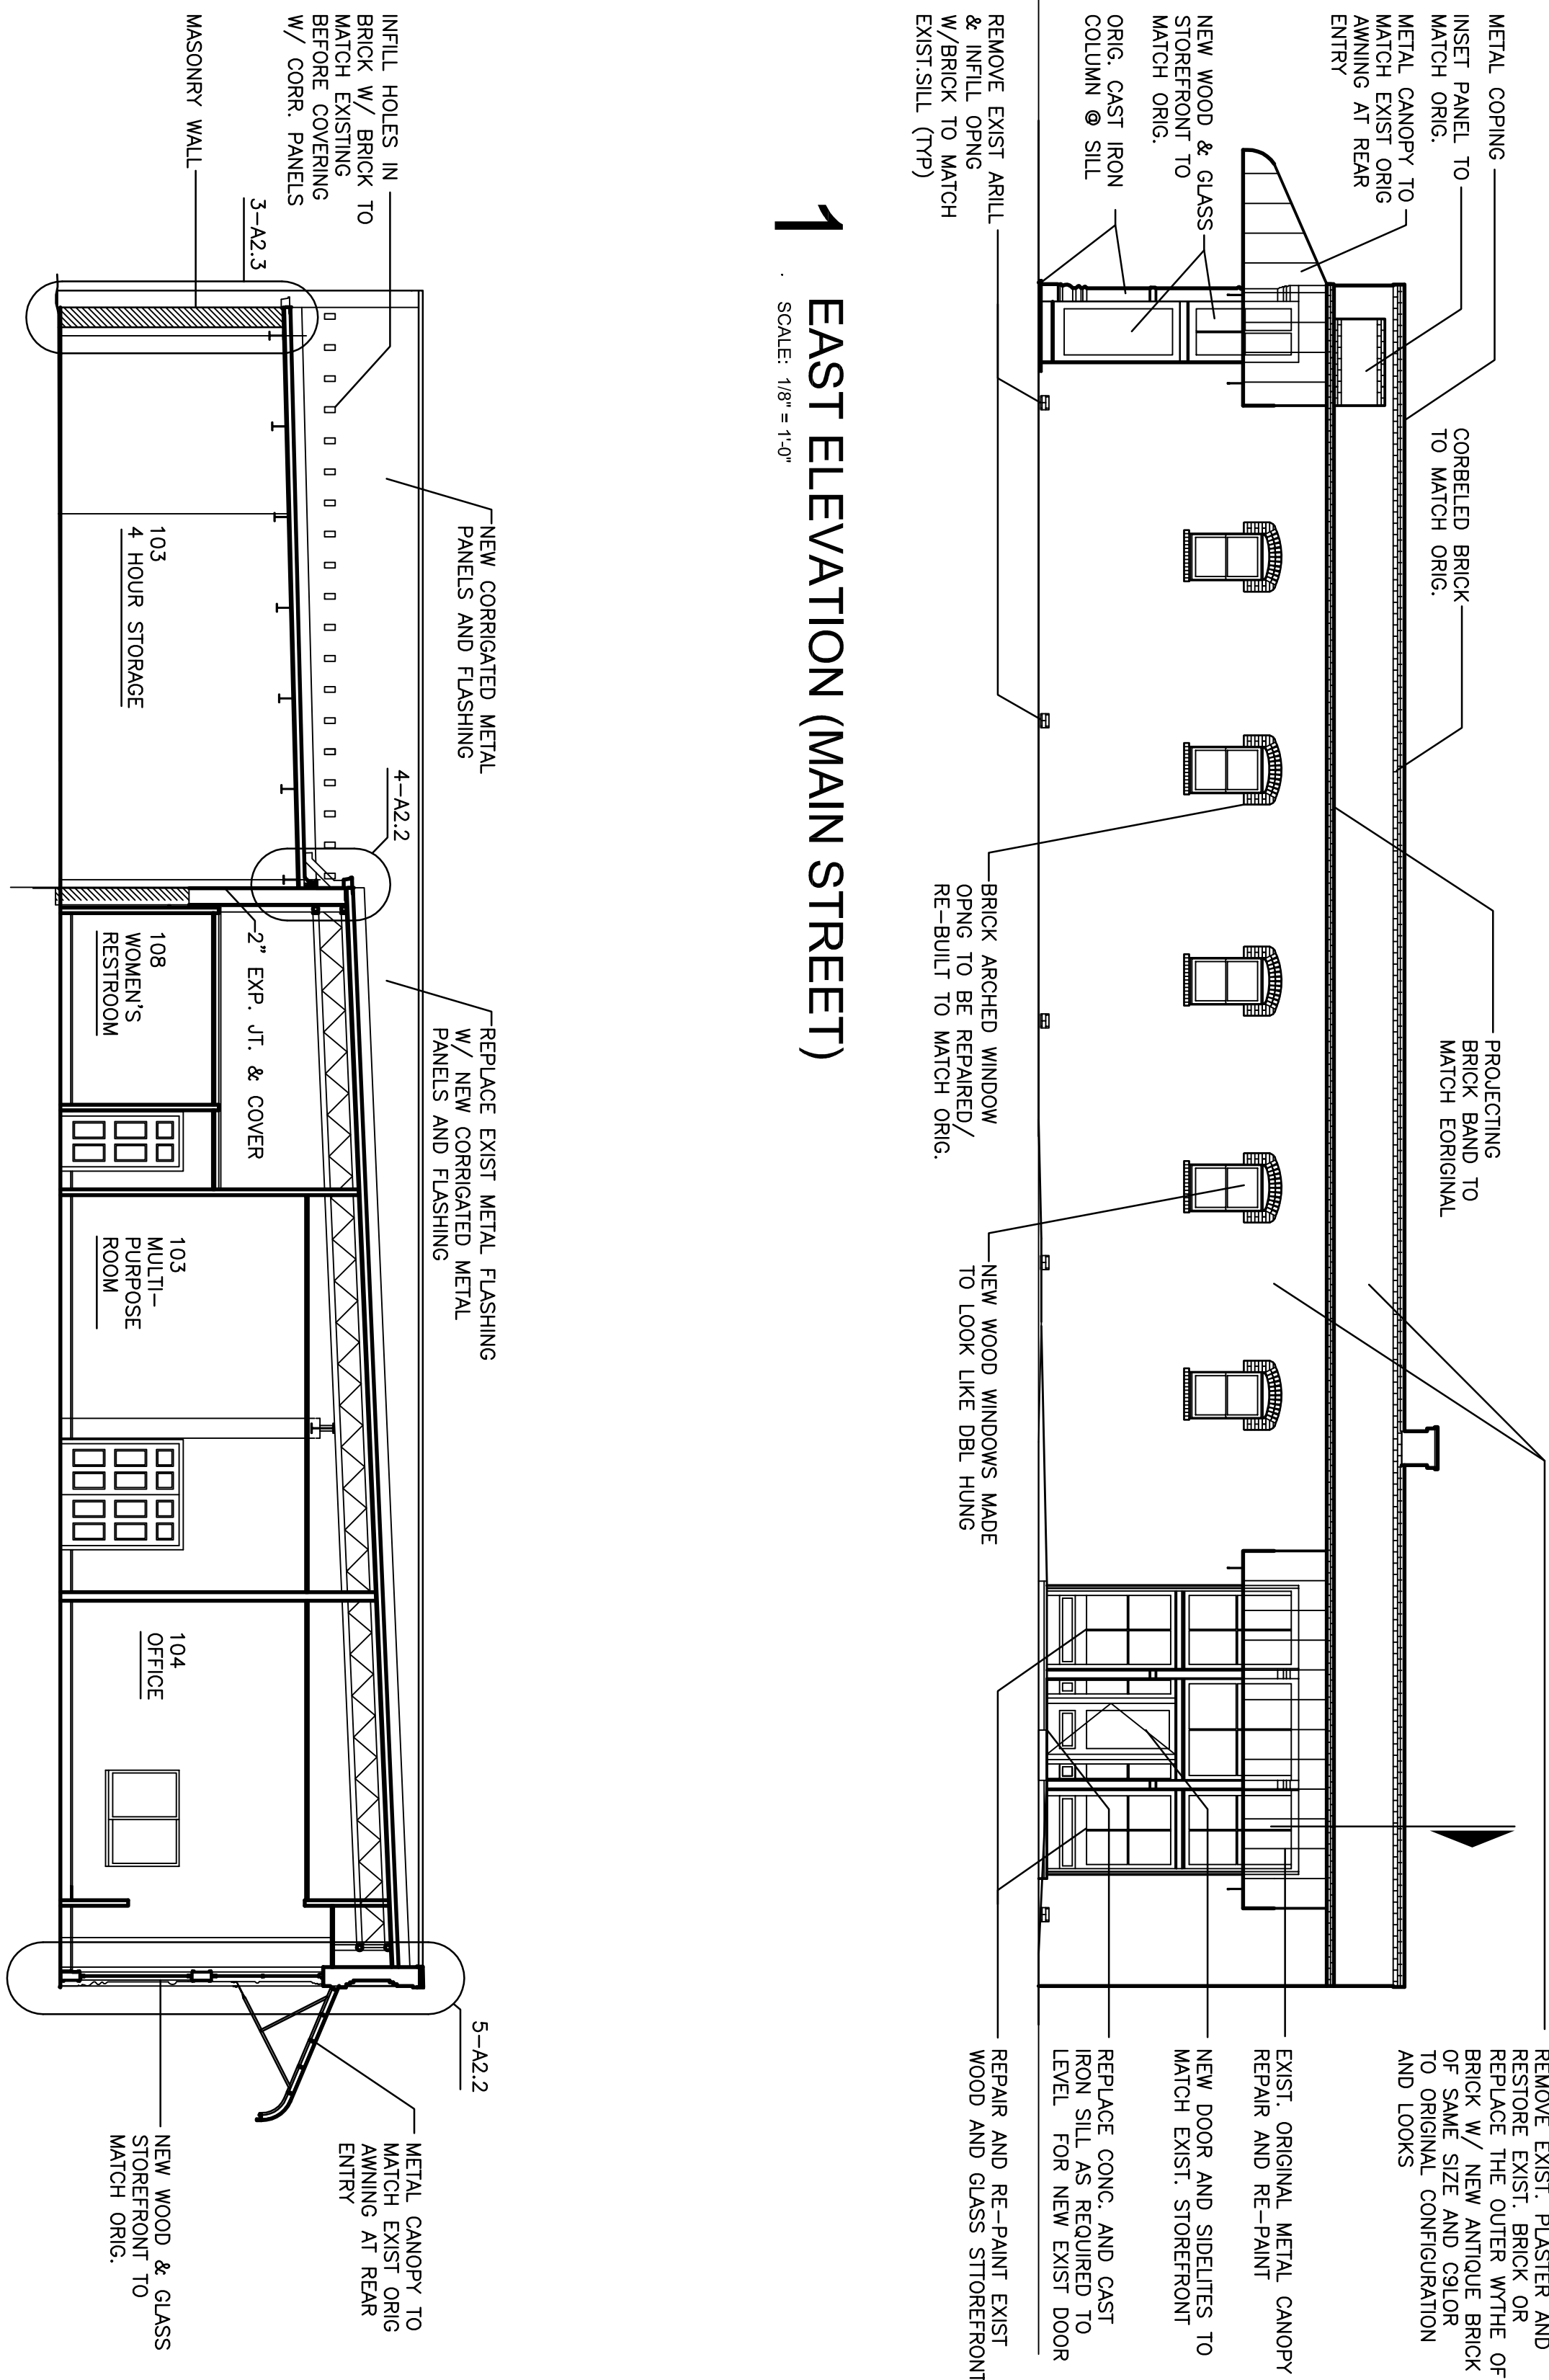 METAL COPING
INSET PANEL TO
MATCH ORIG.
METAL CANOPY TO
MATCH EXIST ORIG
AWNING AT REAR
ENTRY
NEW WOOD & GLASS
STOREFRONT TO
MATCH ORIG.
ORIG. CAST IRON
COLUMN @ SILL
REMOVE EXIST ARILL
& INFILL OPNG
W/BRICK TO MATCH
EXIST.SILL (TYP)
CORBELED BRICK
TO MATCH ORIG.
PROJECTING
BRICK BAND TO
MATCH EORIGINAL
BRICK ARCHED WINDOW
OPNG TO BE REPAIRED/
RE-BUILT TO MATCH ORIG.
NEW WOOD WINDOWS MADE
TO LOOK LIKE DBL HUNG
REMOVE EXIST. PLASTER AND
RESTORE EXIST. BRICK OR
REPLACE THE OUTER WYTHE OF
BRICK W/ NEW ANTIQUE BRICK
OF SAME SIZE AND C9LOR
TO ORIGINAL CONFIGURATION
AND LOOKS
EXIST. ORIGINAL METAL CANOPY
REPAIR AND RE-PAINT
NEW DOOR AND SIDELITES TO
MATCH EXIST. STOREFRONT
REPLACE CONC. AND CAST
IRON SILL AS REQUIRED TO
LEVEL FOR NEW EXIST DOOR
REPAIR AND RE-PAINT EXIST
WOOD AND GLASS STTOREFRONT
1 EAST ELEVATION (MAIN STREET)
SCALE: 1/8" = 1'-0"
INFILL HOLES IN
BRICK W/ BRICK TO
MATCH EXISTING
BEFORE COVERING
W/ CORR. PANELS
MASONRY WALL
3-A2.3
NEW CORRIGATED METAL
PANELS AND FLASHING
4-A2.2
REPLACE EXIST METAL FLASHING
W/ NEW CORRIGATED METAL
PANELS AND FLASHING
103
4 HOUR STORAGE
2" EXP. JT. & COVER
108
WOMEN'S
RESTROOM
103
MULTI-
PURPOSE
ROOM
104
OFFICE
5-A2.2
METAL CANOPY TO
MATCH EXIST ORIG
AWNING AT REAR
ENTRY
NEW WOOD & GLASS
STOREFRONT TO
MATCH ORIG.